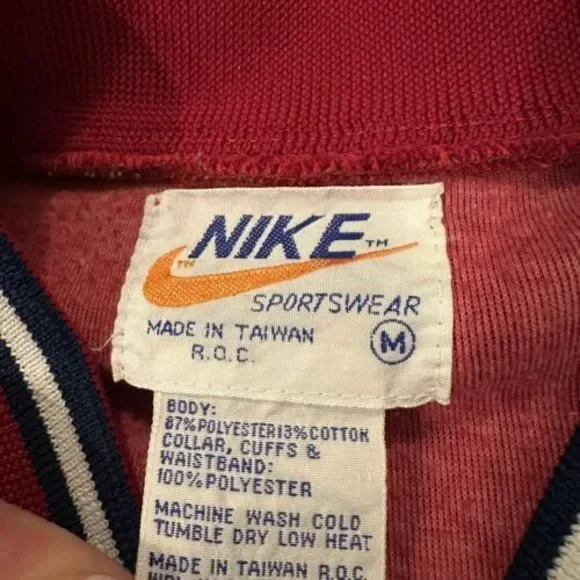 NIKE™
™
SPORTSWEAR
MADE IN TAIWAN
R.O.C.
M
BODY:
87%POLYESTER13%COTTON
COLLAR, CUFFS &
WAISTBAND:
100%POLYESTER
MACHINE WASH COLD
TUMBLE DRY LOW HEAT
MADE IN TAIWAN R.O.C.